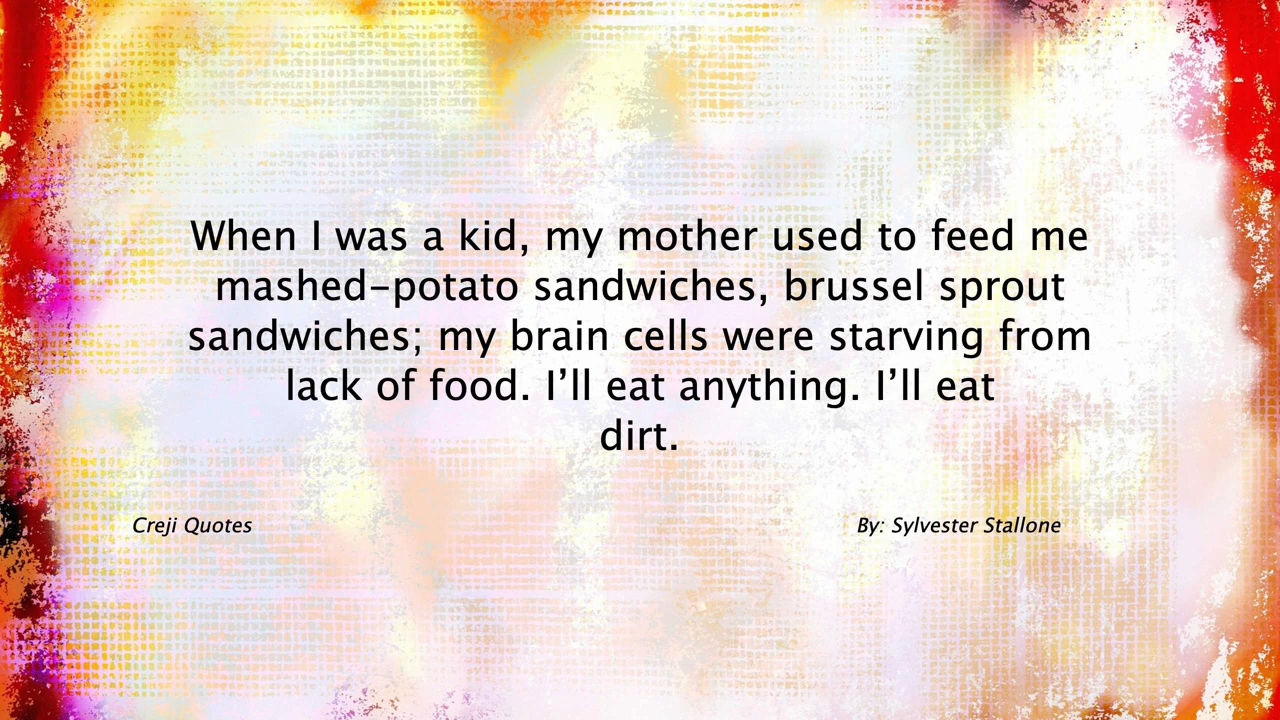 When I was a kid, my mother used to feed me
mashed-potato sandwiches, brussel sprout
sandwiches; my brain cells were starving from
lack of food. I’ll eat anything. I’ll eat
dirt.
Creji Quotes
By: Sylvester Stallone